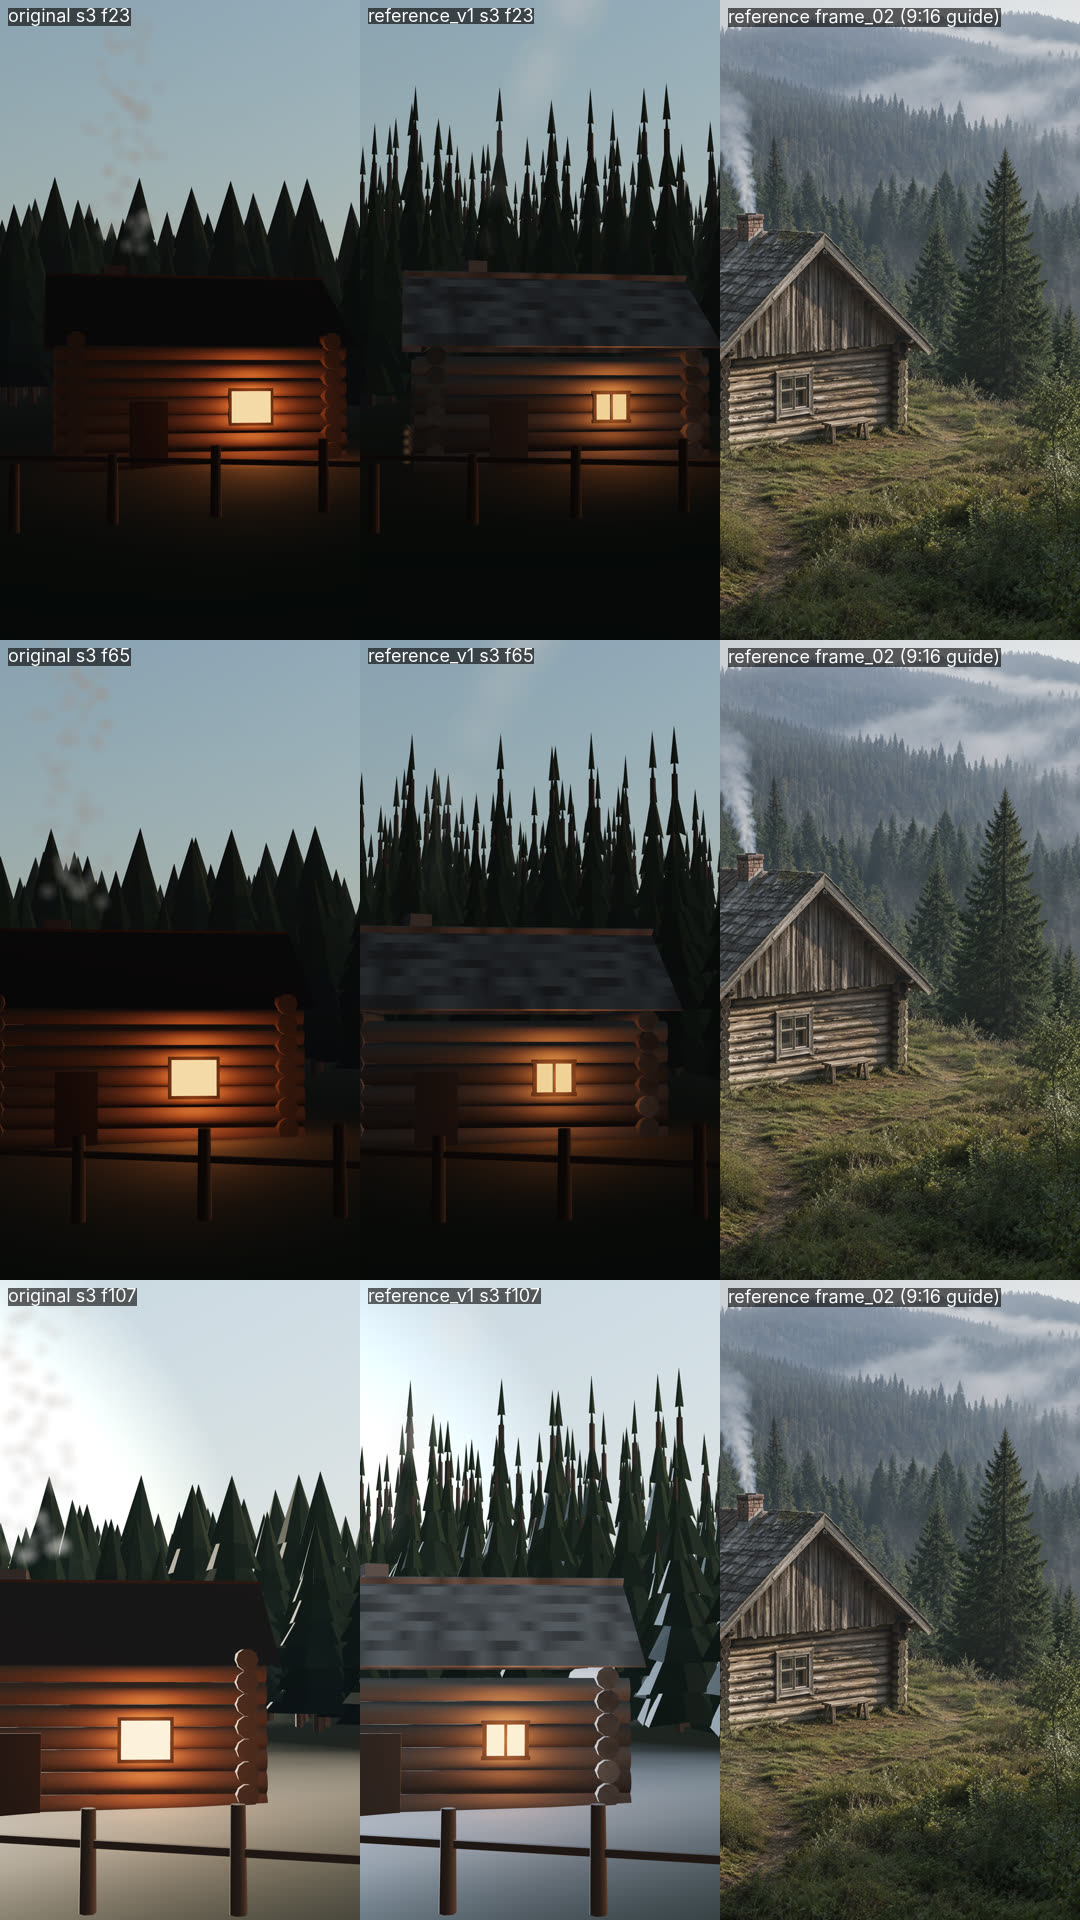 original s3 f23
reference_v1 s3 f23
reference frame_02 (9:16 guide)
original s3 f65
reference_v1 s3 f65
reference frame_02 (9:16 guide)
original s3 f107
reference_v1 s3 f107
reference frame_02 (9:16 guide)